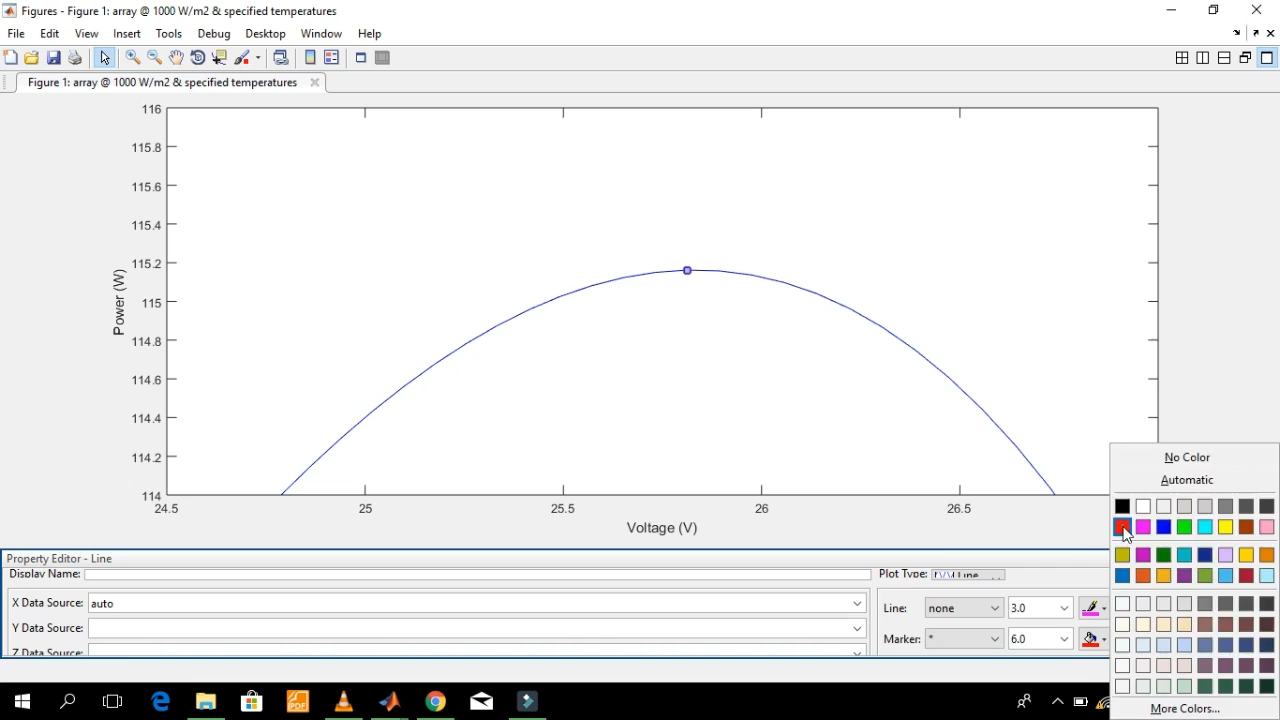 Figures - Figure 1: array @ 1000 W/m2 & specified temperatures
File Edit View Insert Tools Debug Desktop Window Help
Figure 1: array @ 1000 W/m2 & specified temperatures
116
115.8
115.6
115.4
115.2
115
114.8
114.6
114.4
114.2
114
Power (W)
24.5 25 25.5 26 26.5
Voltage (V)
No Color
Automatic
More Colors...
Property Editor - Line
Display Name:
Plot Type: Line
X Data Source: auto
Line: none 3.0
Y Data Source:
Marker: * 6.0
Z Data Source:
PDF